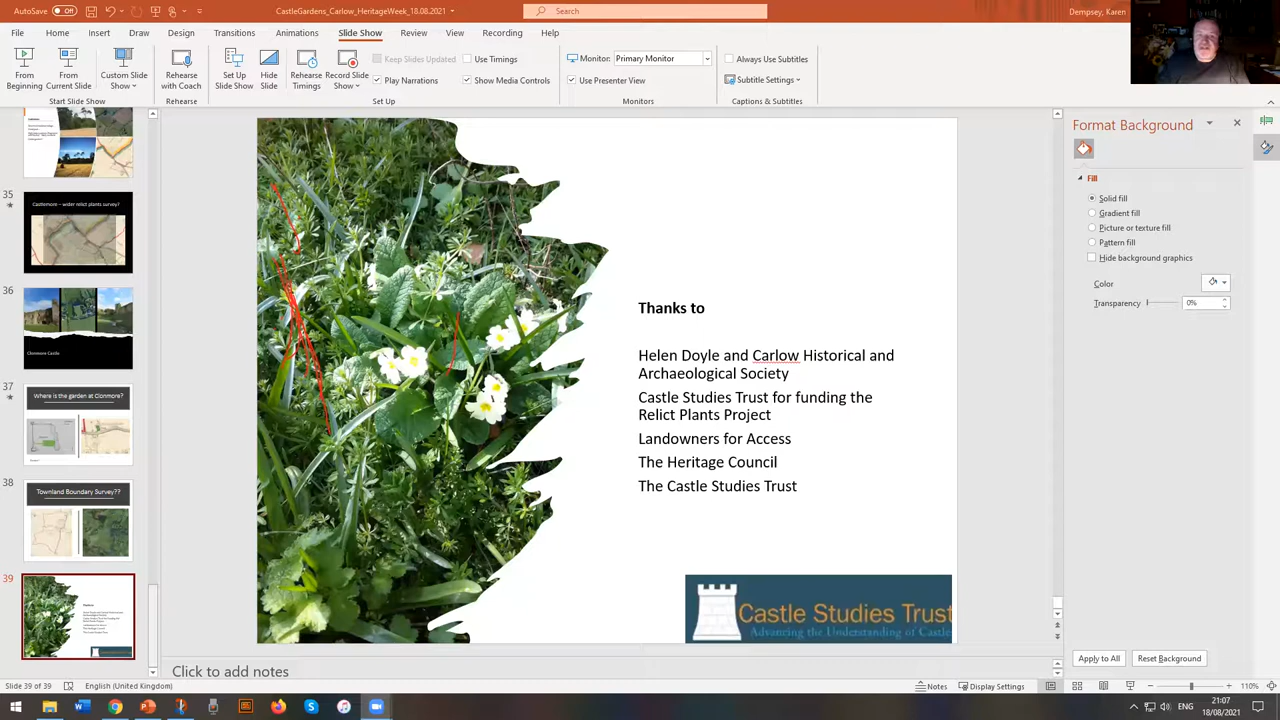 AutoSave
Off
CastleGardens_Carlow_HeritageWeek_18.08.2021
Search
Dempsey, Karen
File
Home
Insert
Draw
Design
Transitions
Animations
Slide Show
Review
View
Recording
Help
From Beginning
From Current Slide
Custom Slide Show
Rehearse with Coach
Set Up Slide Show
Hide Slide
Rehearse Timings
Record Slide Show
Keep Slides Updated
Play Narrations
Use Timings
Show Media Controls
Monitor:
Primary Monitor
Use Presenter View
Always Use Subtitles
Subtitle Settings
Start Slide Show
Rehearse
Set Up
Monitors
Captions & Subtitles
35
Castlemore – wider relict plants survey?
36
Clonmore Castle
37
Where is the garden at Clonmore?
38
Townland Boundary Survey??
39
Thanks to
Helen Doyle and Carlow Historical and
Archaeological Society
Castle Studies Trust for funding the
Relict Plants Project
Landowners for Access
The Heritage Council
The Castle Studies Trust
Castle Studies Trust
Advancing the Understanding of Castle
Format Background
Fill
Solid fill
Gradient fill
Picture or texture fill
Pattern fill
Hide background graphics
Color
Transparency
0%
Apply to All
Reset Background
Click to add notes
Slide 39 of 39
English (United Kingdom)
Notes
Display Settings
110%
ENG
21:07
18/08/2021